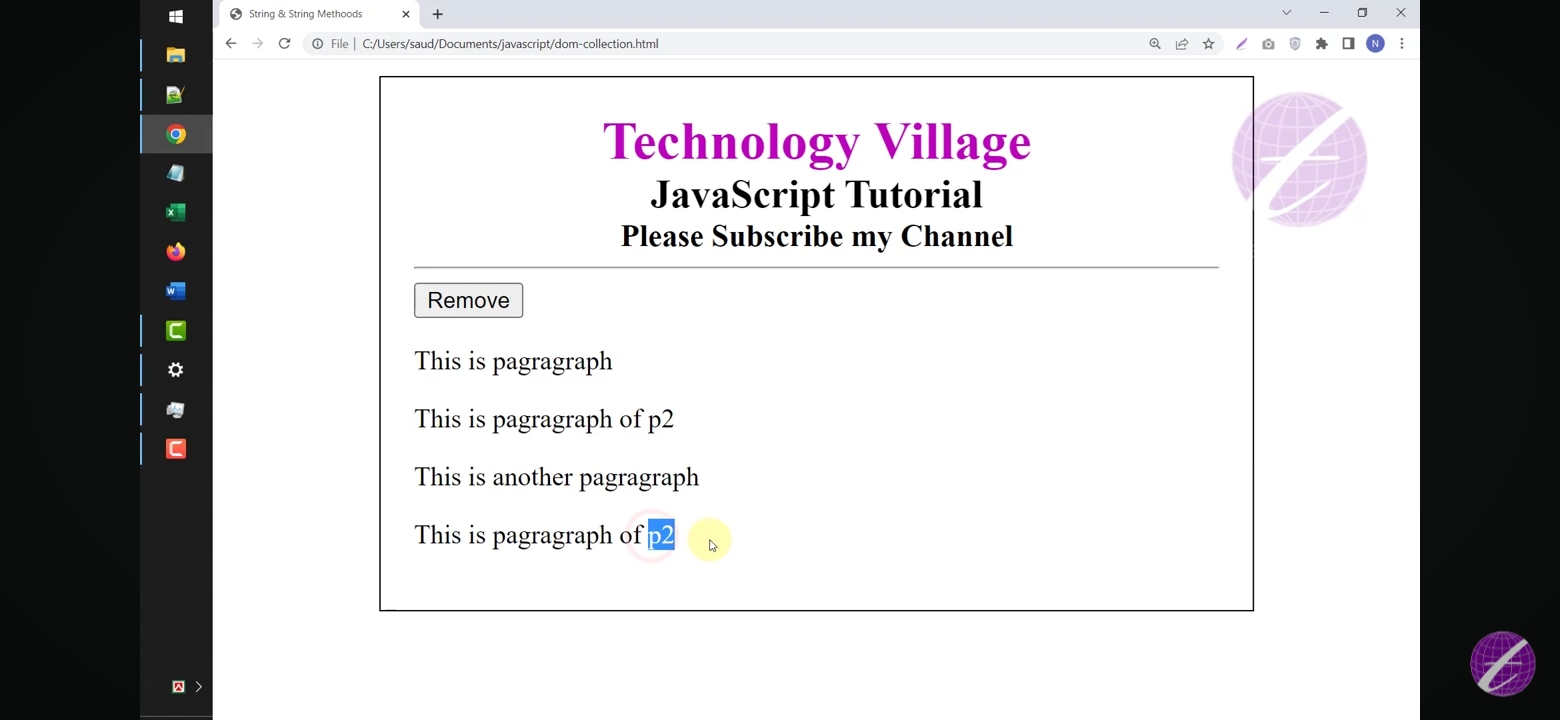 String & String Methoods
File
C:/Users/saud/Documents/javascript/dom-collection.html
N
Technology Village
JavaScript Tutorial
Please Subscribe my Channel
Remove
This is pagragraph
This is pagragraph of p2
This is another pagragraph
This is pagragraph of p2